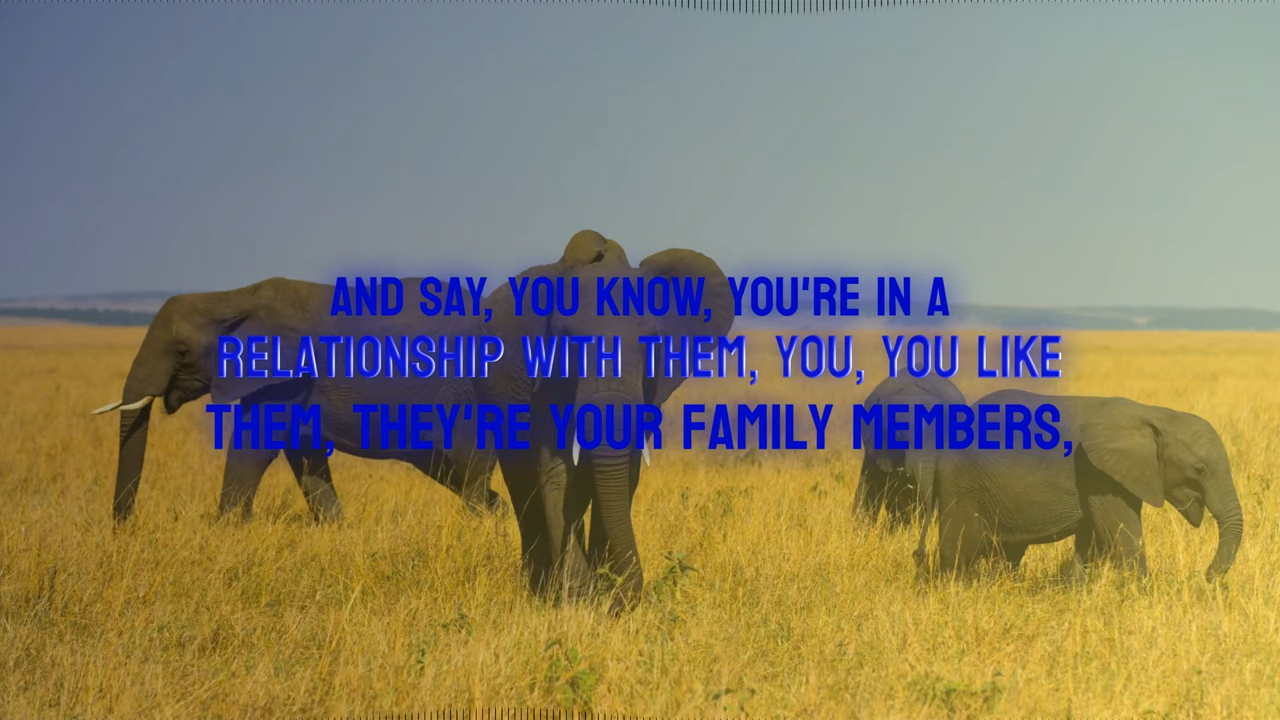 AND SAY, YOU KNOW, YOU'RE IN A
RELATIONSHIP WITH THEM, YOU, YOU LIKE
THEM, THEY'RE YOUR FAMILY MEMBERS,